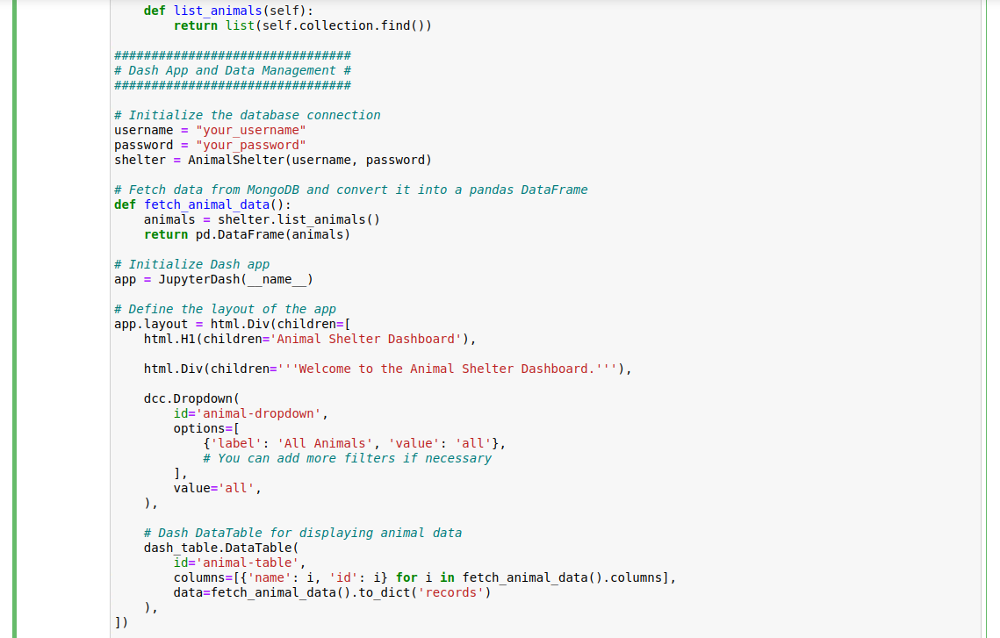 def list_animals(self):
        return list(self.collection.find())

################################
# Dash App and Data Management #
################################

# Initialize the database connection
username = "your_username"
password = "your_password"
shelter = AnimalShelter(username, password)

# Fetch data from MongoDB and convert it into a pandas DataFrame
def fetch_animal_data():
    animals = shelter.list_animals()
    return pd.DataFrame(animals)

# Initialize Dash app
app = JupyterDash(__name__)

# Define the layout of the app
app.layout = html.Div(children=[
    html.H1(children='Animal Shelter Dashboard'),

    html.Div(children='''Welcome to the Animal Shelter Dashboard.'''),

    dcc.Dropdown(
        id='animal-dropdown',
        options=[
            {'label': 'All Animals', 'value': 'all'},
            # You can add more filters if necessary
        ],
        value='all',
    ),

    # Dash DataTable for displaying animal data
    dash_table.DataTable(
        id='animal-table',
        columns=[{'name': i, 'id': i} for i in fetch_animal_data().columns],
        data=fetch_animal_data().to_dict('records')
    ),
])